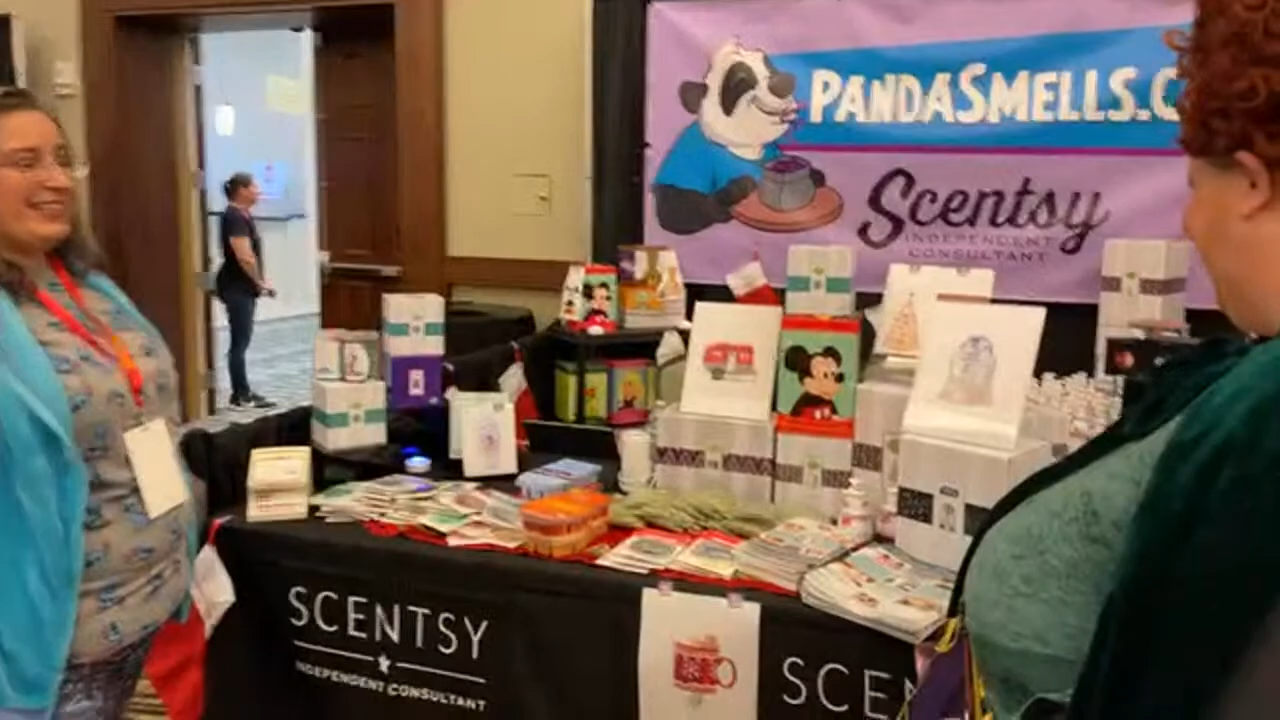 PANDASMELLS.C
Scentsy
INDEPENDENT
CONSULTANT
SCENTSY
INDEPENDENT CONSULTANT
SCEN